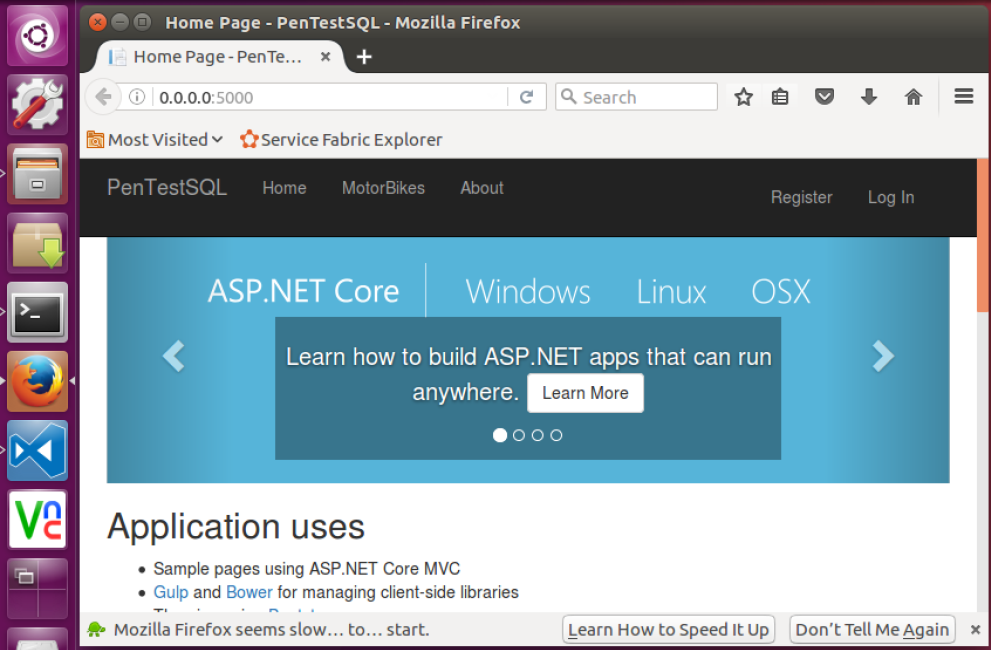 Home Page - PenTestSQL - Mozilla Firefox
Home Page - PenTe...
0.0.0.0:5000
Search
Most Visited
Service Fabric Explorer
PenTestSQL
Home
MotorBikes
About
Register
Log In
ASP.NET Core
Windows
Linux
OSX
Learn how to build ASP.NET apps that can run
anywhere. Learn More
Application uses
Sample pages using ASP.NET Core MVC
Gulp and Bower for managing client-side libraries
Mozilla Firefox seems slow... to... start.
Learn How to Speed It Up
Don't Tell Me Again